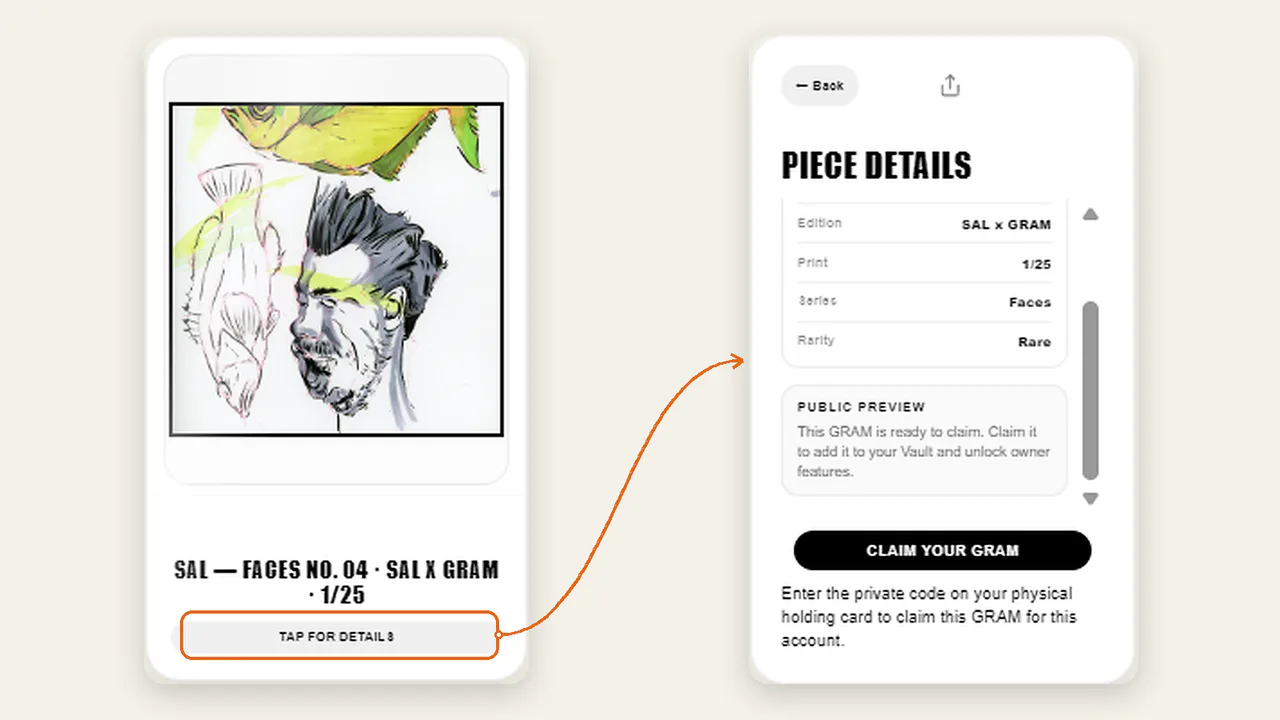 SAL — FACES NO. 04 · SAL X GRAM
· 1/25
TAP FOR DETAILS
← Back
PIECE DETAILS
Edition SAL x GRAM
Print 1/25
Series Faces
Rarity Rare
PUBLIC PREVIEW
This GRAM is ready to claim. Claim it
to add it to your Vault and unlock owner
features.
CLAIM YOUR GRAM
Enter the private code on your physical
holding card to claim this GRAM for this
account.